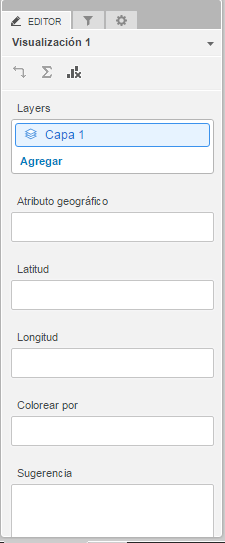 EDITOR
Visualización 1
Layers
Capa 1
Agregar
Atributo geográfico
Latitud
Longitud
Colorear por
Sugerencia